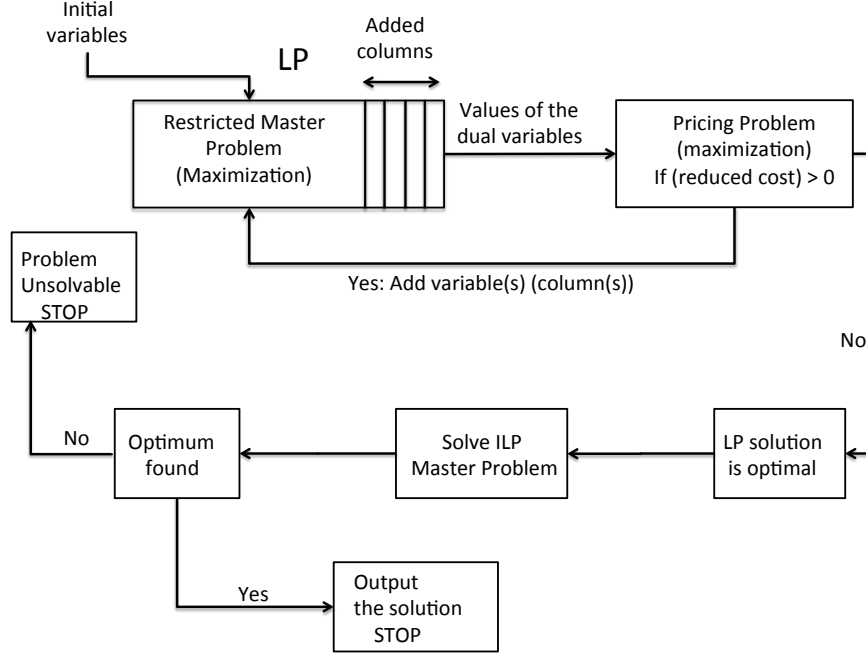 Initial
variables
LP
Added
columns
Restricted Master
Problem
(Maximization)
Values of the
dual variables
Pricing Problem
(maximization)
If (reduced cost) > 0
Yes: Add variable(s) (column(s))
Problem
Unsolvable
STOP
No
No
Optimum
found
Solve ILP
Master Problem
LP solution
is optimal
Yes
Output
the solution
STOP